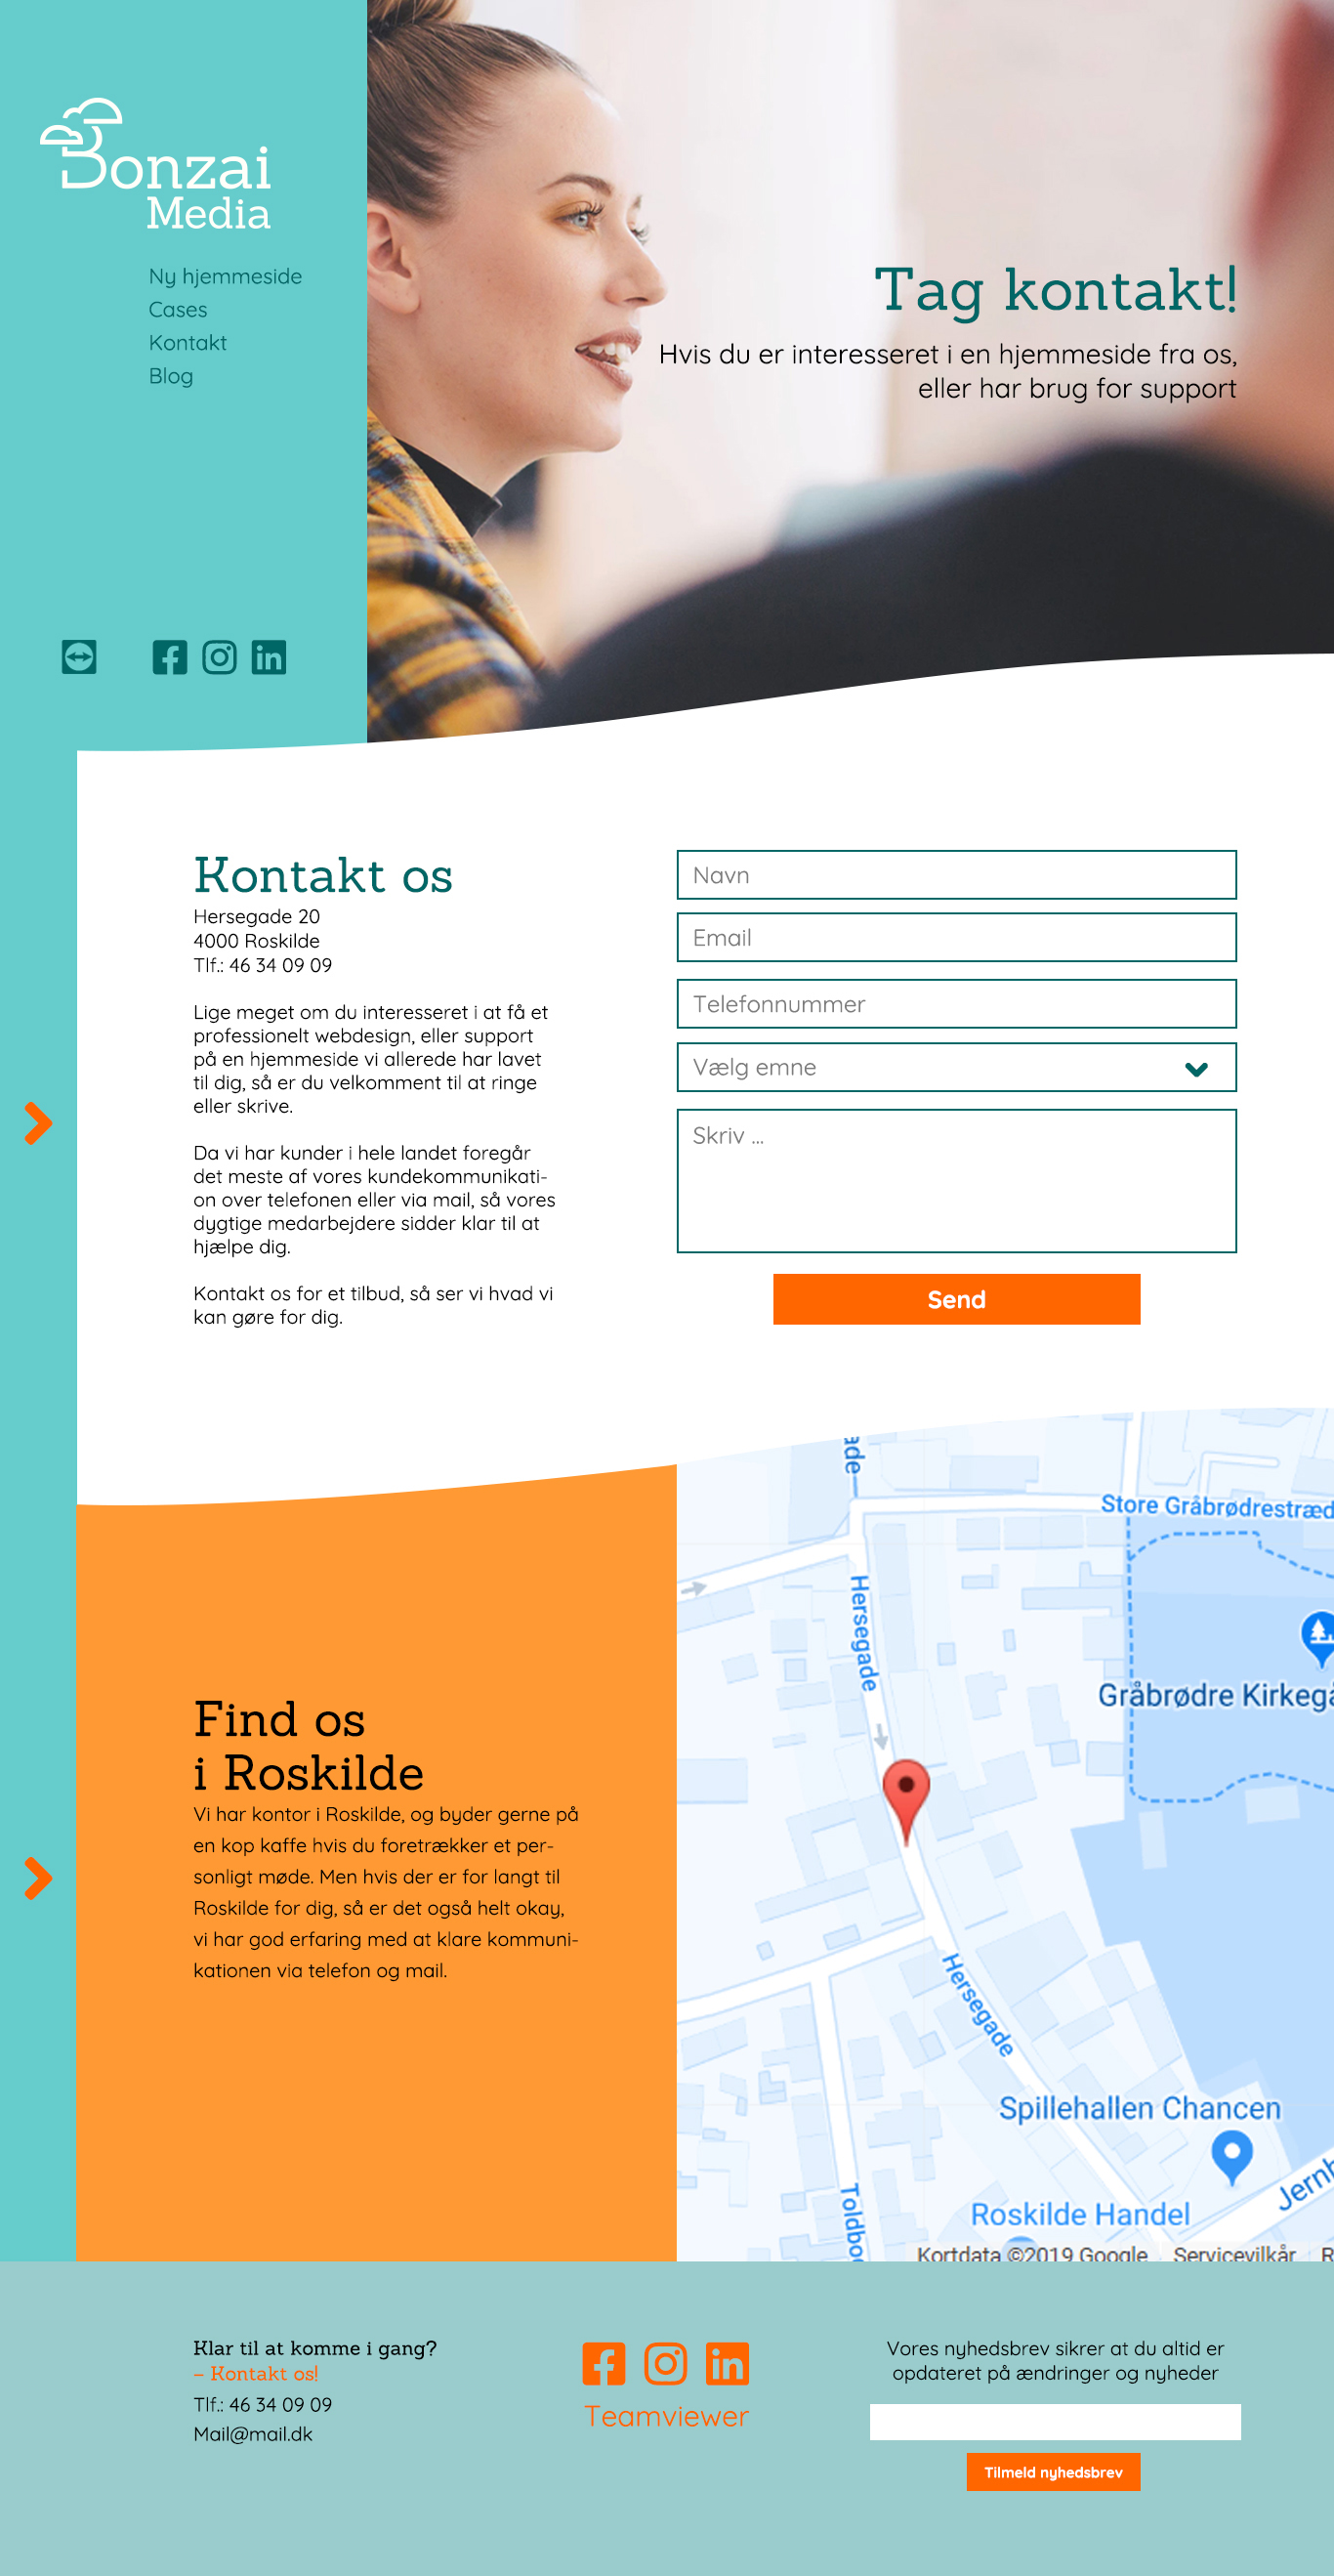 Bonzai
Media
Ny hjemmeside
Cases
Kontakt
Blog
Tag kontakt!
Hvis du er interesseret i en hjemmeside fra os,
eller har brug for support
Kontakt os
Hersegade 20
4000 Roskilde
Tlf.: 46 34 09 09
Lige meget om du interesseret i at få et
professionelt webdesign, eller support
på en hjemmeside vi allerede har lavet
til dig, så er du velkomment til at ringe
eller skrive.
Da vi har kunder i hele landet foregår
det meste af vores kundekommunikati-
on over telefonen eller via mail, så vores
dygtige medarbejdere sidder klar til at
hjælpe dig.
Kontakt os for et tilbud, så ser vi hvad vi
kan gøre for dig.
Navn
Email
Telefonnummer
Vælg emne
Skriv ...
Send
Find os
i Roskilde
Vi har kontor i Roskilde, og byder gerne på
en kop kaffe hvis du foretrækker et per-
sonligt møde. Men hvis der er for langt til
Roskilde for dig, så er det også helt okay,
vi har god erfaring med at klare kommuni-
kationen via telefon og mail.
ade
Store Gråbrødrestræd
Hersegade
Gråbrødre Kirkegå
Hersegade
Spillehallen Chancen
Jernb
Roskilde Handel
Toldbo
Kortdata ©2019 Google
Servicevilkår
R
Klar til at komme i gang?
– Kontakt os!
Tlf.: 46 34 09 09
Mail@mail.dk
Teamviewer
Vores nyhedsbrev sikrer at du altid er
opdateret på ændringer og nyheder
Tilmeld nyhedsbrev